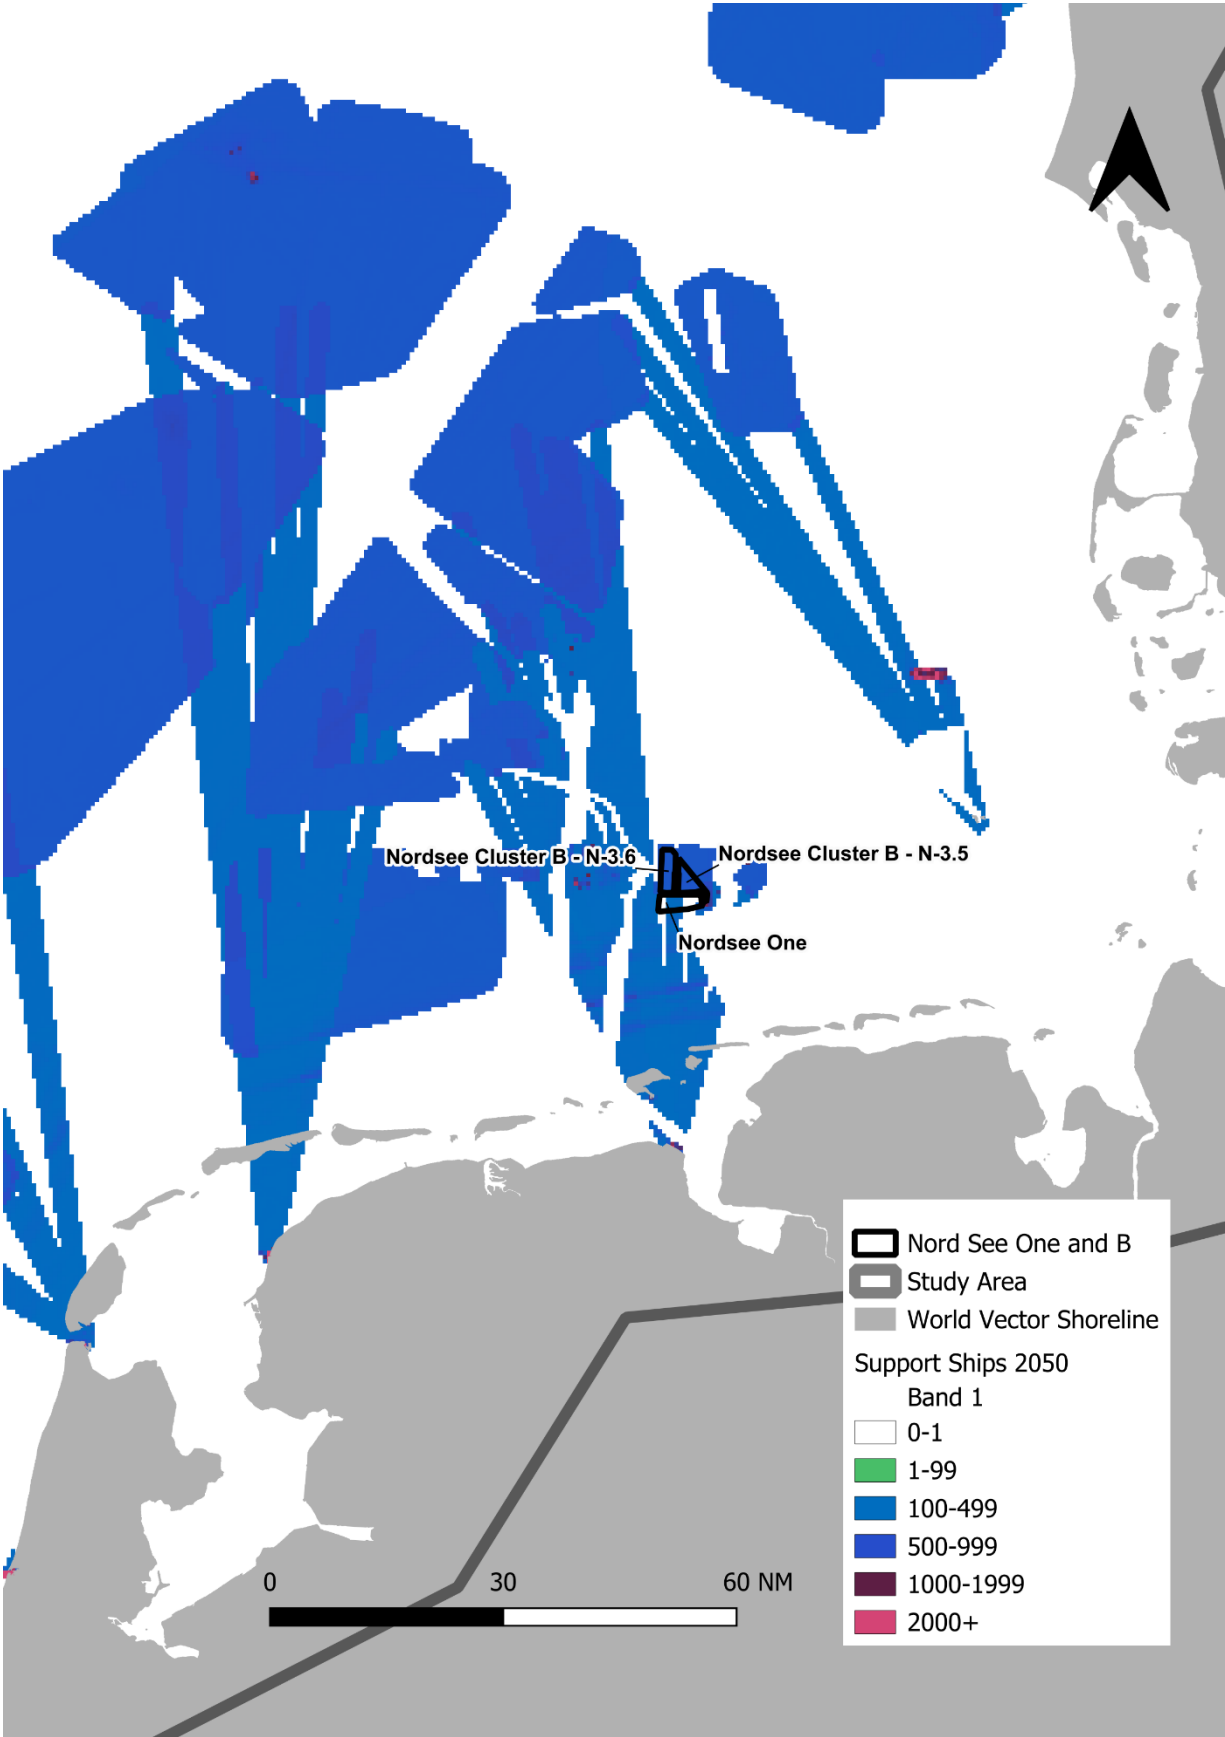 Nordsee Cluster B - N-3.6
Nordsee Cluster B - N-3.5
Nordsee One
Nord See One and B
Study Area
World Vector Shoreline
Support Ships 2050
Band 1
0-1
1-99
100-499
500-999
1000-1999
2000+
0 30 60 NM